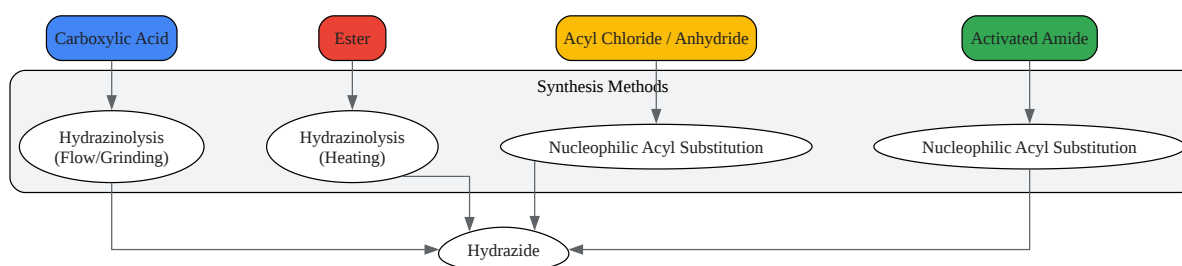 Carboxylic Acid
Ester
Acyl Chloride / Anhydride
Activated Amide
Synthesis Methods
Hydrazinolysis
(Flow/Grinding)
Hydrazinolysis
(Heating)
Nucleophilic Acyl Substitution
Nucleophilic Acyl Substitution
Hydrazide